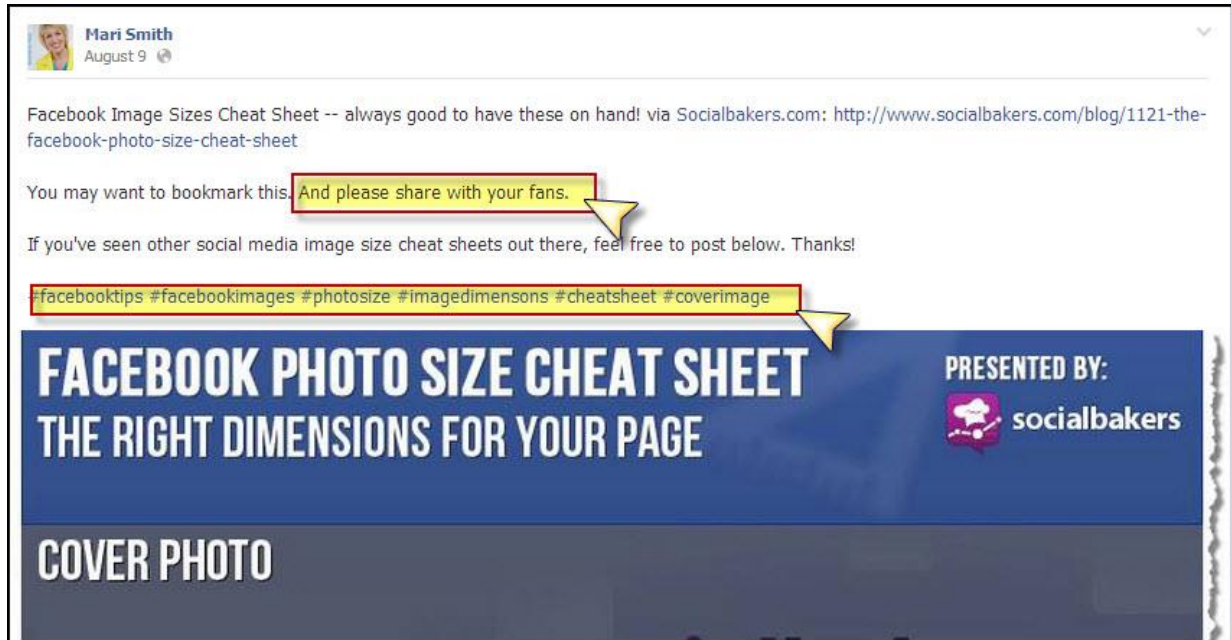 Mari Smith
August 9
Facebook Image Sizes Cheat Sheet -- always good to have these on hand! via Socialbakers.com: http://www.socialbakers.com/blog/1121-the-
facebook-photo-size-cheat-sheet
You may want to bookmark this. And please share with your fans.
If you've seen other social media image size cheat sheets out there, feel free to post below. Thanks!
#facebooktips #facebookimages #photosize #imagedimensons #cheatsheet #coverimage
FACEBOOK PHOTO SIZE CHEAT SHEET
THE RIGHT DIMENSIONS FOR YOUR PAGE
PRESENTED BY:
socialbakers
COVER PHOTO